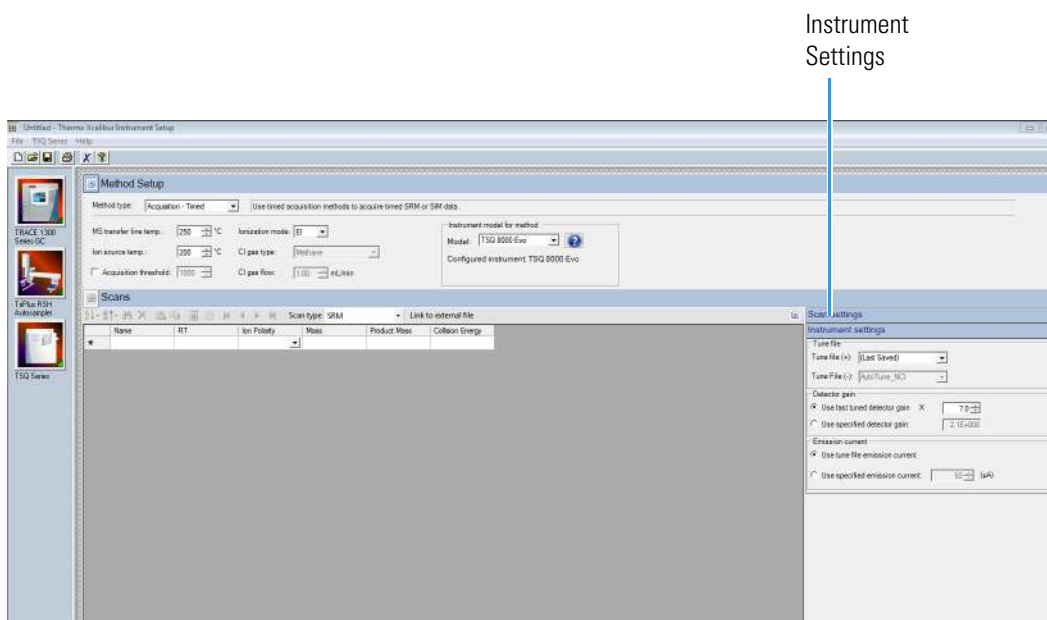 Instrument
Settings
Untitled - Thermo Xcalibur Instrument Setup
File TSQ Series Help
Method Setup
Method type: Acquisition - Timed Use timed acquisition methods to acquire timed SRM or SIM data.
MS transfer line temp.: 250 °C Ionization mode: EI
Ion source temp.: 200 °C CI gas type: Methane
Acquisition threshold: 1000 CI gas flow: 1.00 mL/min
Instrument model for method
Model: TSQ 8000 Evo
Configured instrument: TSQ 8000 Evo
TRACE 1300
Series GC
TriPlus RSH
Autosampler
TSQ Series
Scans
Scan type: SRM Link to external file
Name RT Ion Polarity Mass Product Mass Collision Energy
Scan settings
Instrument settings
Tune file
Tune file (+): (Last Saved)
Tune File (-): AutoTune_NCI
Detector gain
Use last tuned detector gain X 7.0
Use specified detector gain:
Emission current
Use tune file emission current
Use specified emission current: 50 (µA)